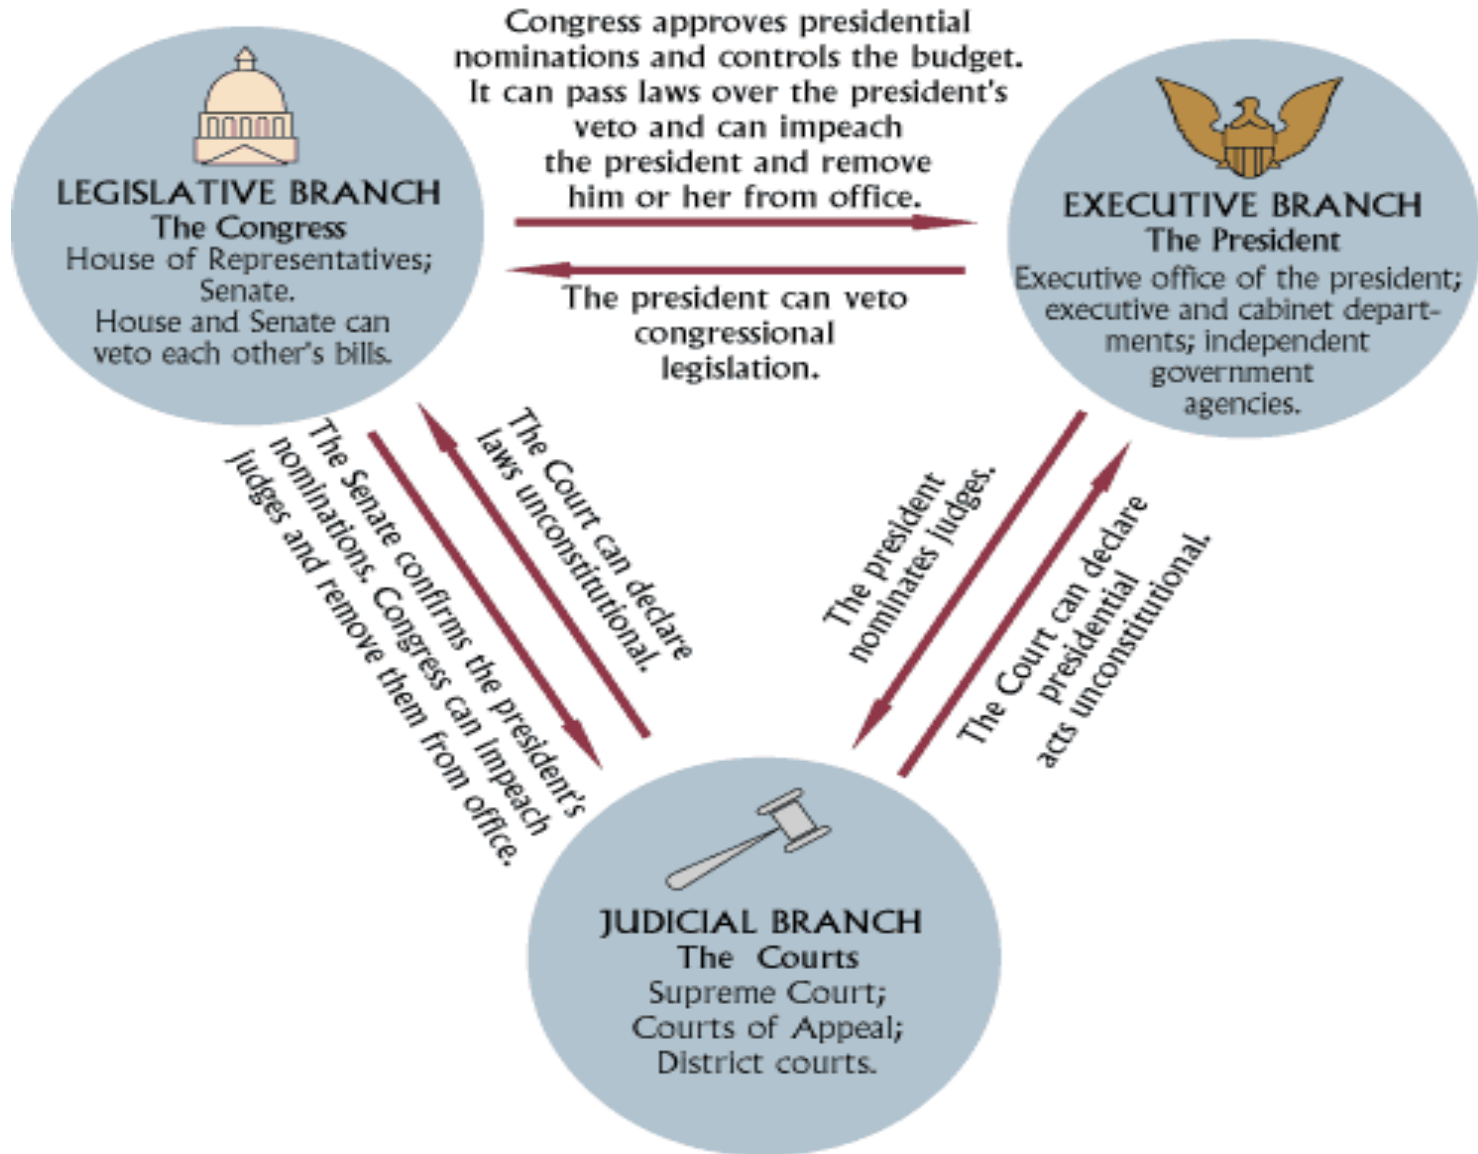 Congress approves presidential
nominations and controls the budget.
It can pass laws over the president's
veto and can impeach
the president and remove
him or her from office.
LEGISLATIVE BRANCH
The Congress
House of Representatives;
Senate.
House and Senate can
veto each other's bills.
EXECUTIVE BRANCH
The President
Executive office of the president;
executive and cabinet depart-
ments; independent
government
agencies.
The president can veto
congressional
legislation.
The Senate confirms the president's
nominations. Congress can impeach
judges and remove them from office.
The Court can declare
laws unconstitutional.
The president
nominates judges.
The Court can declare
presidential
acts unconstitutional.
JUDICIAL BRANCH
The Courts
Supreme Court;
Courts of Appeal;
District courts.